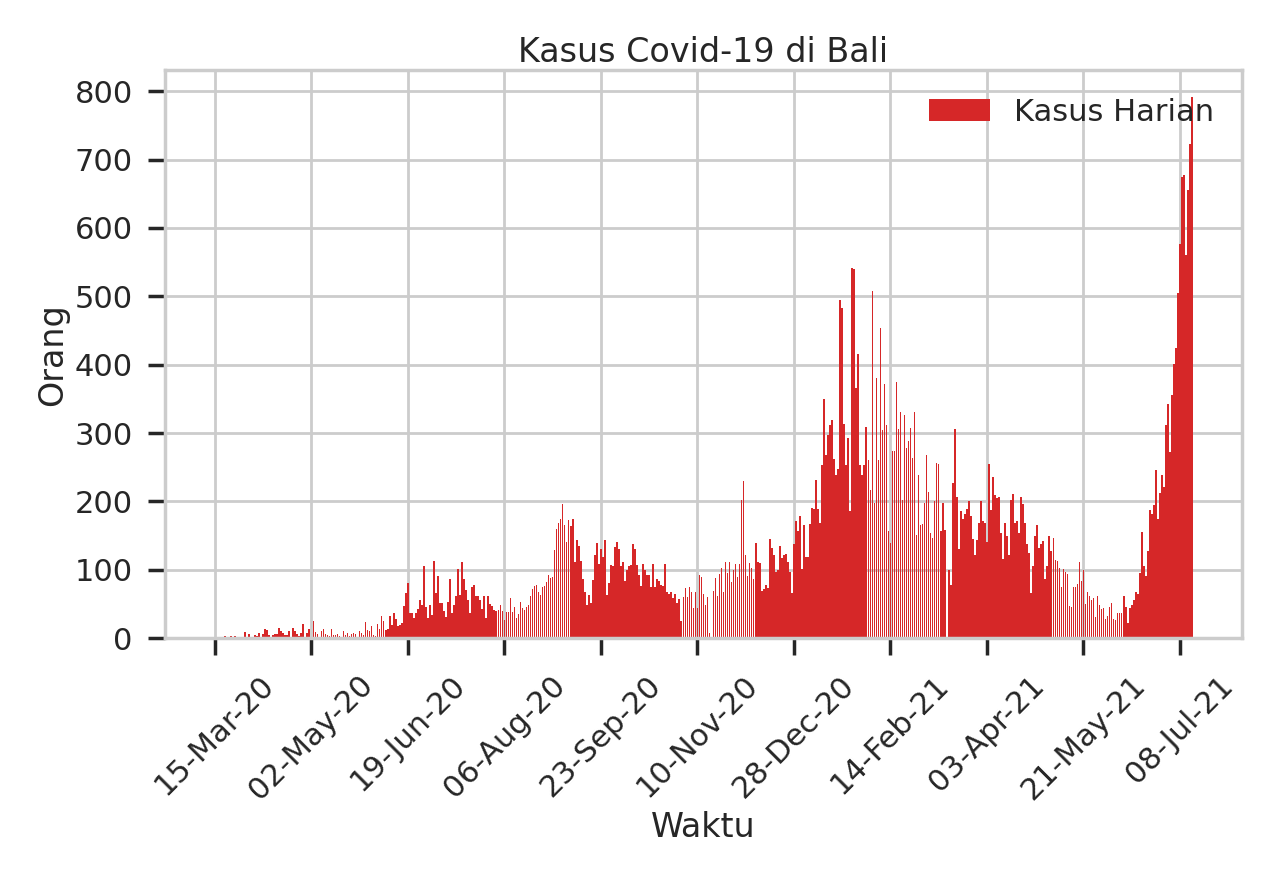 Kasus Covid-19 di Bali
Kasus Harian
800
700
600
500
400
300
200
100
0
Orang
15-Mar-20
02-May-20
19-Jun-20
06-Aug-20
23-Sep-20
10-Nov-20
28-Dec-20
14-Feb-21
03-Apr-21
21-May-21
08-Jul-21
Waktu